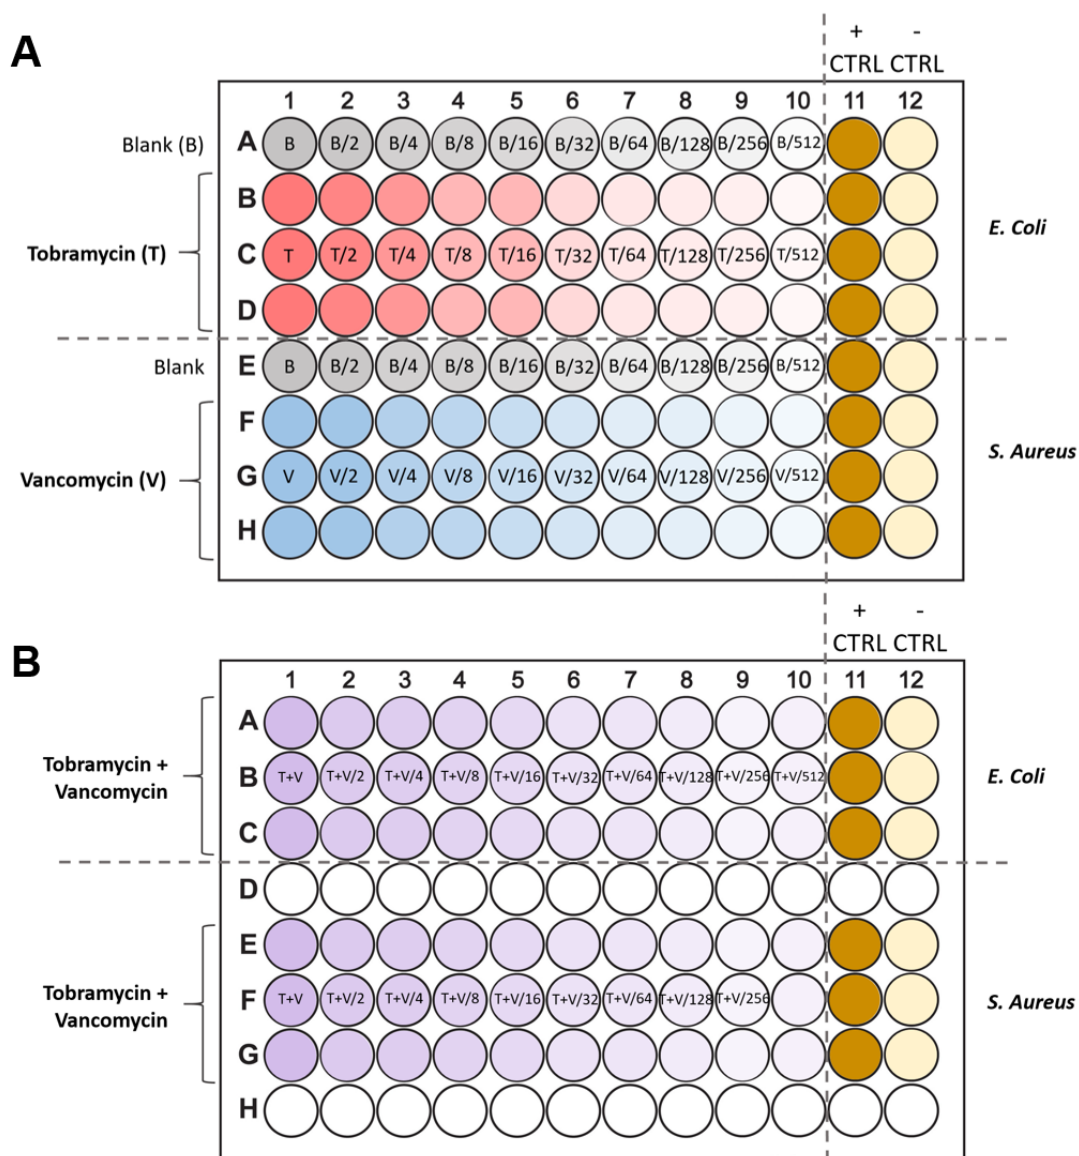 A
+ -
CTRL CTRL
1 2 3 4 5 6 7 8 9 10 11 12
Blank (B) A B B/2 B/4 B/8 B/16 B/32 B/64 B/128 B/256 B/512
B
Tobramycin (T) C T T/2 T/4 T/8 T/16 T/32 T/64 T/128 T/256 T/512 E. Coli
D
Blank E B B/2 B/4 B/8 B/16 B/32 B/64 B/128 B/256 B/512
F
Vancomycin (V) G V V/2 V/4 V/8 V/16 V/32 V/64 V/128 V/256 V/512 S. Aureus
H
B
+ -
CTRL CTRL
1 2 3 4 5 6 7 8 9 10 11 12
A
Tobramycin +
Vancomycin
B T+V T+V/2 T+V/4 T+V/8 T+V/16 T+V/32 T+V/64 T+V/128 T+V/256 T+V/512 E. Coli
C
D
E
Tobramycin +
Vancomycin
F T+V T+V/2 T+V/4 T+V/8 T+V/16 T+V/32 T+V/64 T+V/128 T+V/256 S. Aureus
G
H